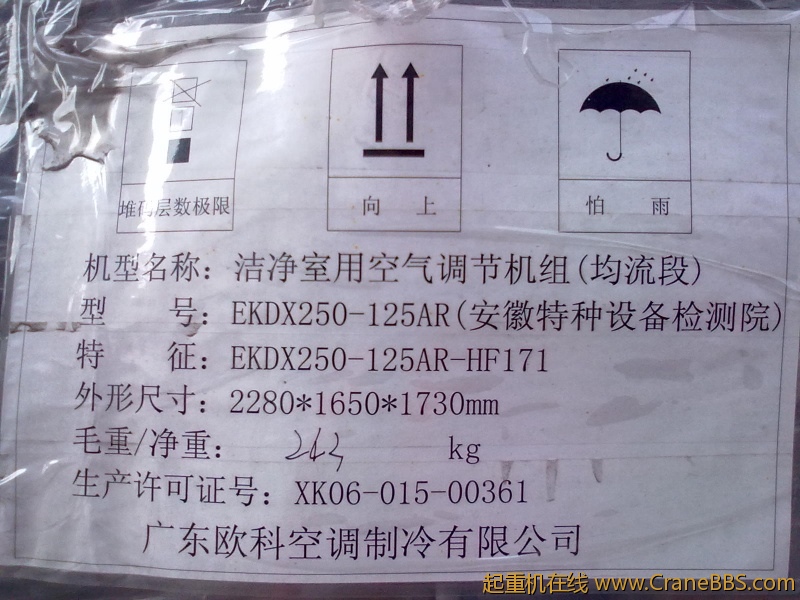 堆码层数极限 向 上 怕 雨
机型名称：洁净室用空气调节机组(均流段)
型 号：EKDX250-125AR(安徽特种设备检测院)
特 征：EKDX250-125AR-HF171
外形尺寸：2280*1650*1730mm
毛重/净重： 263 kg
生产许可证号：XK06-015-00361
广东欧科空调制冷有限公司
起重机在线 www.CraneBBS.com